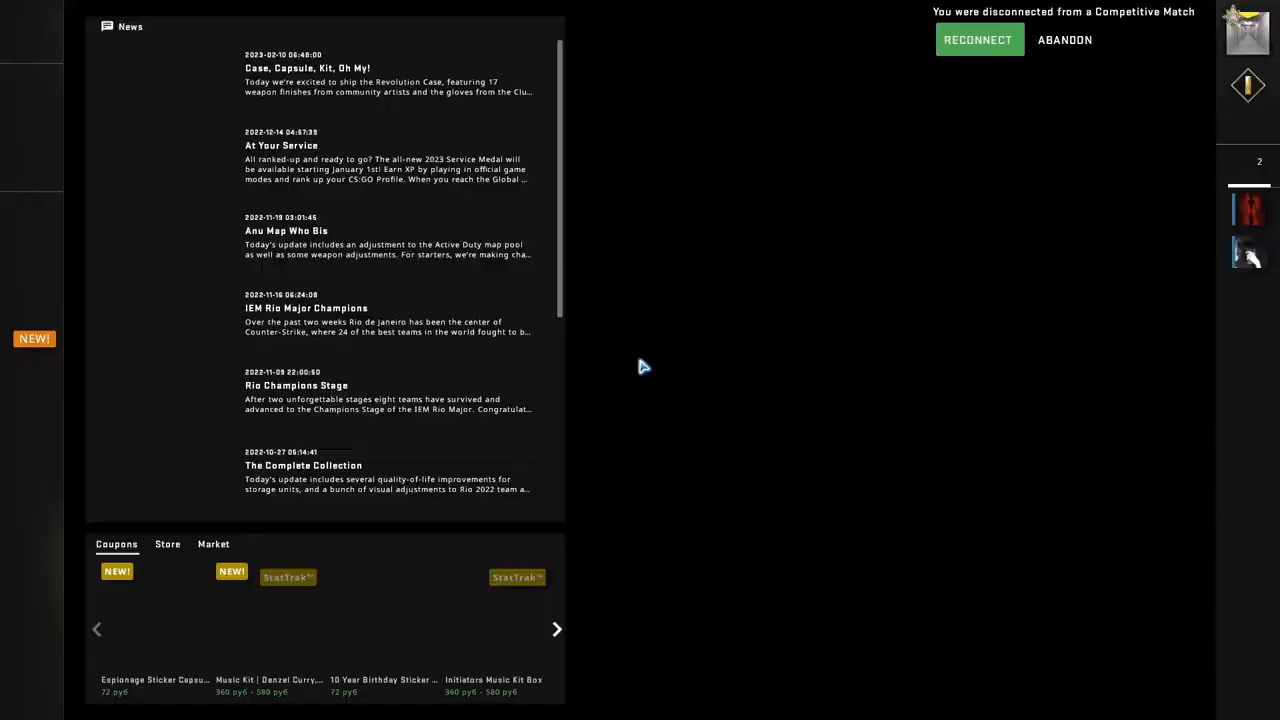 You were disconnected from a Competitive Match
RECONNECT
ABANDON
News
2023-02-10 06:48:00
Case, Capsule, Kit, Oh My!
Today we're excited to ship the Revolution Case, featuring 17
weapon finishes from community artists and the gloves from the Clu…
2022-12-14 04:57:39
At Your Service
All ranked-up and ready to go? The all-new 2023 Service Medal will
be available starting January 1st! Earn XP by playing in official game
modes and rank up your CS:GO Profile. When you reach the Global …
2022-11-19 03:01:45
Anu Map Who Bis
Today's update includes an adjustment to the Active Duty map pool
as well as some weapon adjustments. For starters, we're making cha…
2022-11-16 06:24:08
IEM Rio Major Champions
Over the past two weeks Rio de Janeiro has been the center of
Counter-Strike, where 24 of the best teams in the world fought to b…
2022-11-09 22:00:50
Rio Champions Stage
After two unforgettable stages eight teams have survived and
advanced to the Champions Stage of the IEM Rio Major. Congratulat…
2022-10-27 05:14:41
The Complete Collection
Today's update includes several quality-of-life improvements for
storage units, and a bunch of visual adjustments to Rio 2022 team a…
NEW!
2
Coupons
Store
Market
NEW!
NEW!
StatTrak™
StatTrak™
Espionage Sticker Capsu…
72 руб
Music Kit | Denzel Curry,…
360 руб - 580 руб
10 Year Birthday Sticker …
72 руб
Initiators Music Kit Box
360 руб - 580 руб